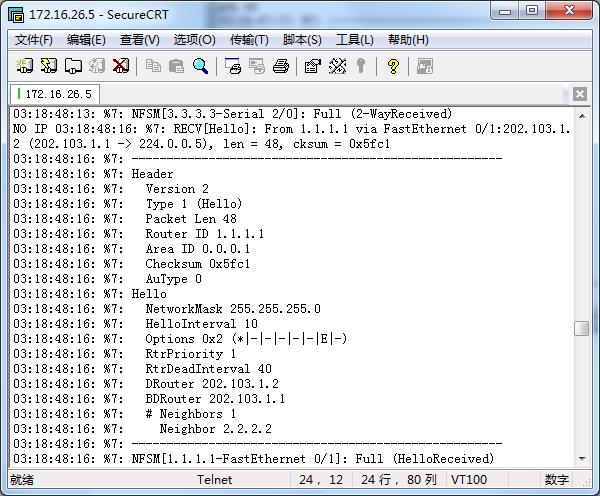 172.16.26.5 - SecureCRT
文件(F) 编辑(E) 查看(V) 选项(O) 传输(T) 脚本(S) 工具(L) 帮助(H)
172.16.26.5
03:18:48:13: %7: NFSM[3.3.3.3-Serial 2/0]: Full (2-WayReceived)
NO IP 03:18:48:16: %7: RECV[Hello]: From 1.1.1.1 via FastEthernet 0/1:202.103.1.
2 (202.103.1.1 -> 224.0.0.5), len = 48, cksum = 0x5fc1
03:18:48:16: %7: -----------------------------------------------------
03:18:48:16: %7: Header
03:18:48:16: %7:   Version 2
03:18:48:16: %7:   Type 1 (Hello)
03:18:48:16: %7:   Packet Len 48
03:18:48:16: %7:   Router ID 1.1.1.1
03:18:48:16: %7:   Area ID 0.0.0.1
03:18:48:16: %7:   Checksum 0x5fc1
03:18:48:16: %7:   AuType 0
03:18:48:16: %7: Hello
03:18:48:16: %7:   NetworkMask 255.255.255.0
03:18:48:16: %7:   HelloInterval 10
03:18:48:16: %7:   Options 0x2 (*|-|-|-|-|-|E|-)
03:18:48:16: %7:   RtrPriority 1
03:18:48:16: %7:   RtrDeadInterval 40
03:18:48:16: %7:   DRouter 202.103.1.2
03:18:48:16: %7:   BDRouter 202.103.1.1
03:18:48:16: %7:   # Neighbors 1
03:18:48:16: %7:     Neighbor 2.2.2.2
03:18:48:16: %7: -----------------------------------------------------
03:18:48:16: %7: NFSM[1.1.1.1-FastEthernet 0/1]: Full (HelloReceived)
就绪 Telnet 24, 12 24 行, 80 列 VT100 数字